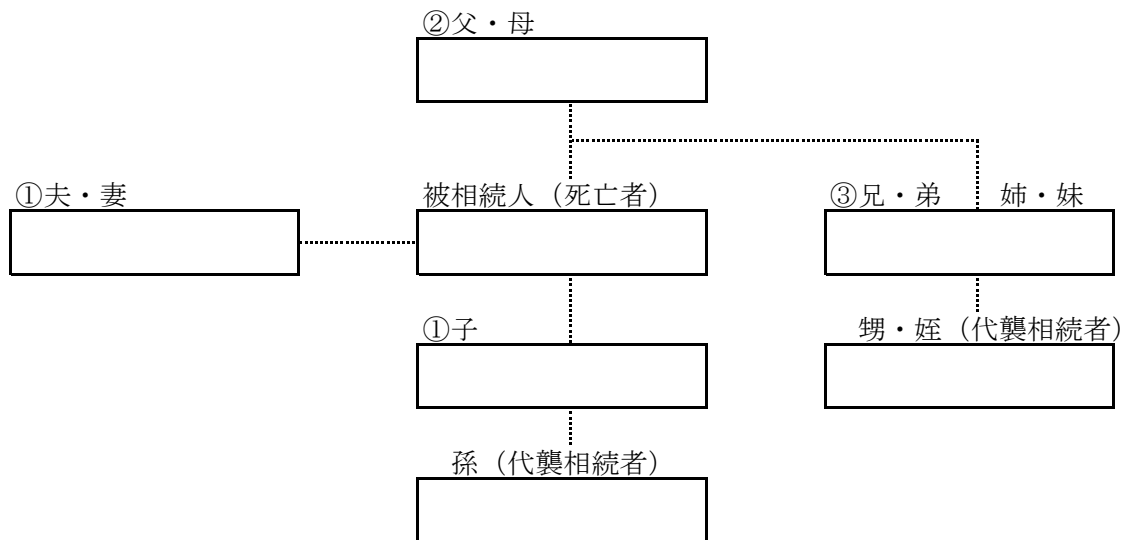 ②父・母
①夫・妻
被相続人（死亡者）
③兄・弟　姉・妹
①子
甥・姪（代襲相続者）
孫（代襲相続者）